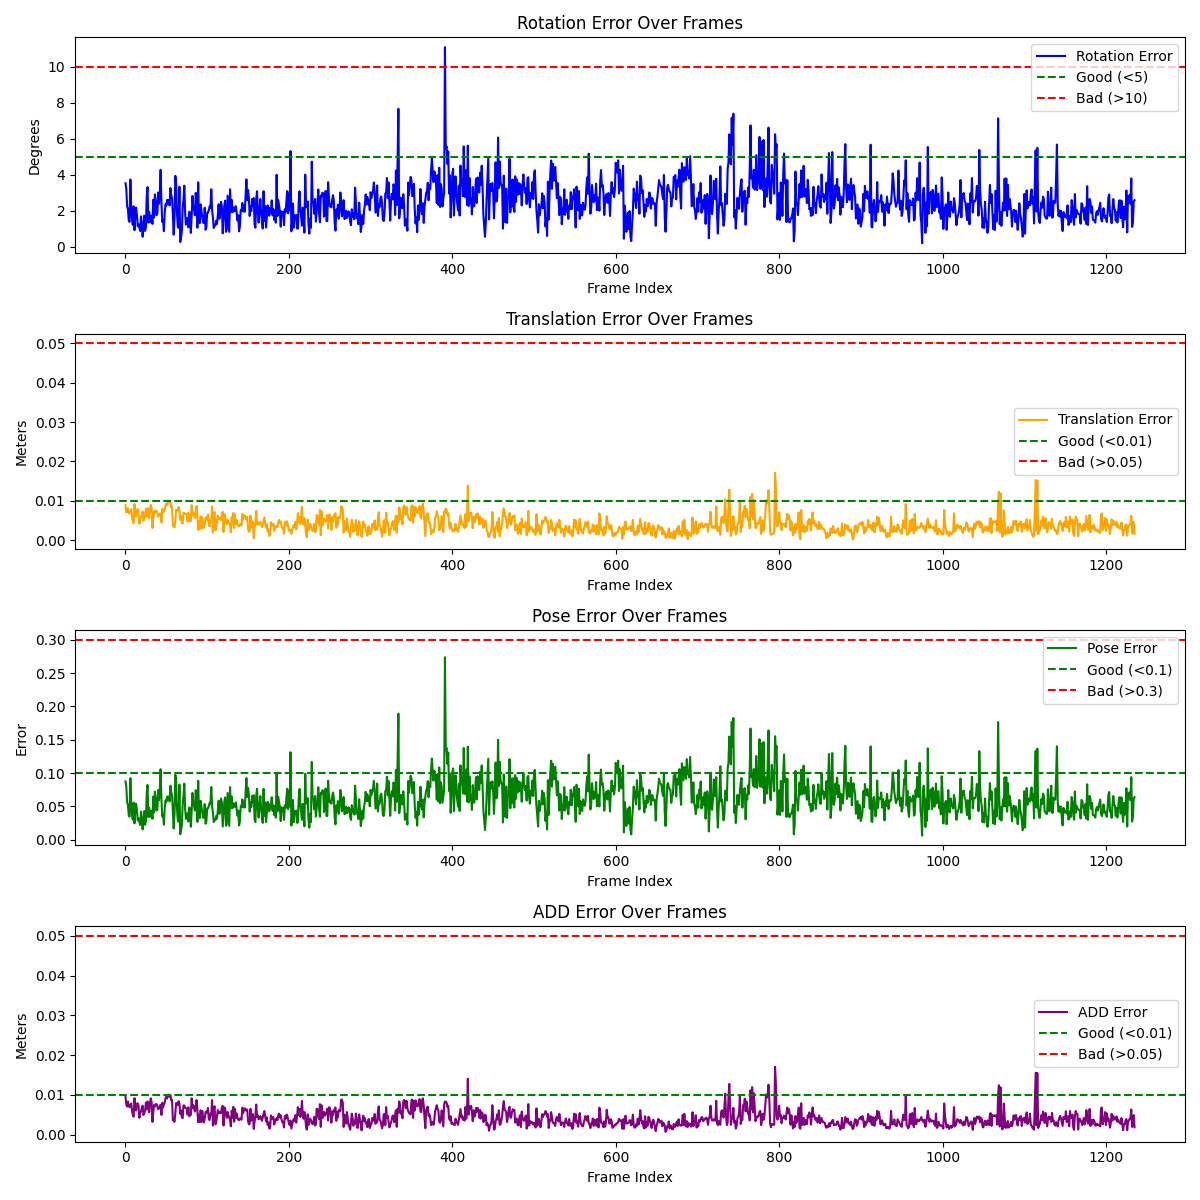 Rotation Error Over Frames
10
8
6
4
2
0
Degrees
Rotation Error
Good (<5)
Bad (>10)
0 200 400 600 800 1000 1200
Frame Index
Translation Error Over Frames
0.05
0.04
0.03
0.02
0.01
0.00
Meters
Translation Error
Good (<0.01)
Bad (>0.05)
0 200 400 600 800 1000 1200
Frame Index
Pose Error Over Frames
0.30
0.25
0.20
0.15
0.10
0.05
0.00
Error
Pose Error
Good (<0.1)
Bad (>0.3)
0 200 400 600 800 1000 1200
Frame Index
ADD Error Over Frames
0.05
0.04
0.03
0.02
0.01
0.00
Meters
ADD Error
Good (<0.01)
Bad (>0.05)
0 200 400 600 800 1000 1200
Frame Index